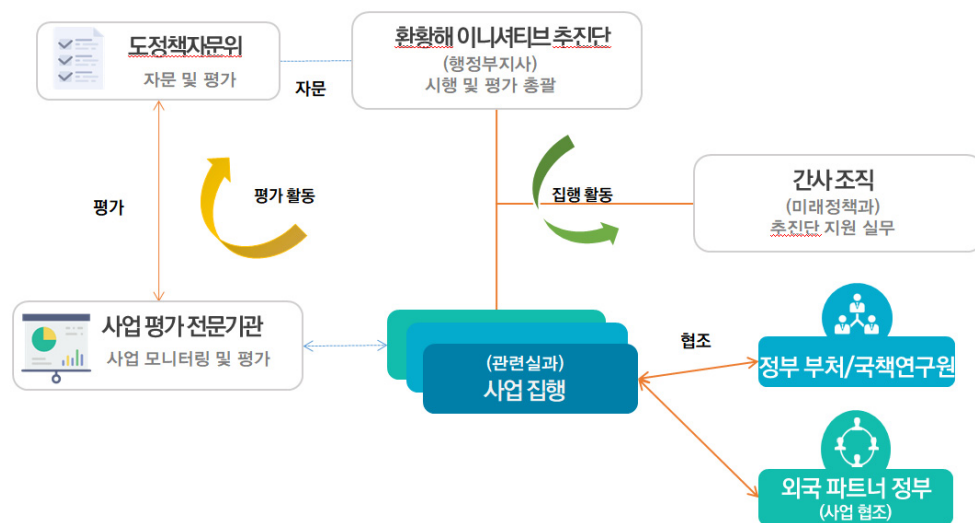 도정책자문위
자문 및 평가
자문
환황해 이니셔티브 추진단
(행정부지사)
시행 및 평가 총괄
평가
평가 활동
집행 활동
간사 조직
(미래정책과)
추진단 지원 실무
사업 평가 전문기관
사업 모니터링 및 평가
(관련실과)
사업 집행
협조
정부 부처/국책연구원
외국 파트너 정부
(사업 협조)